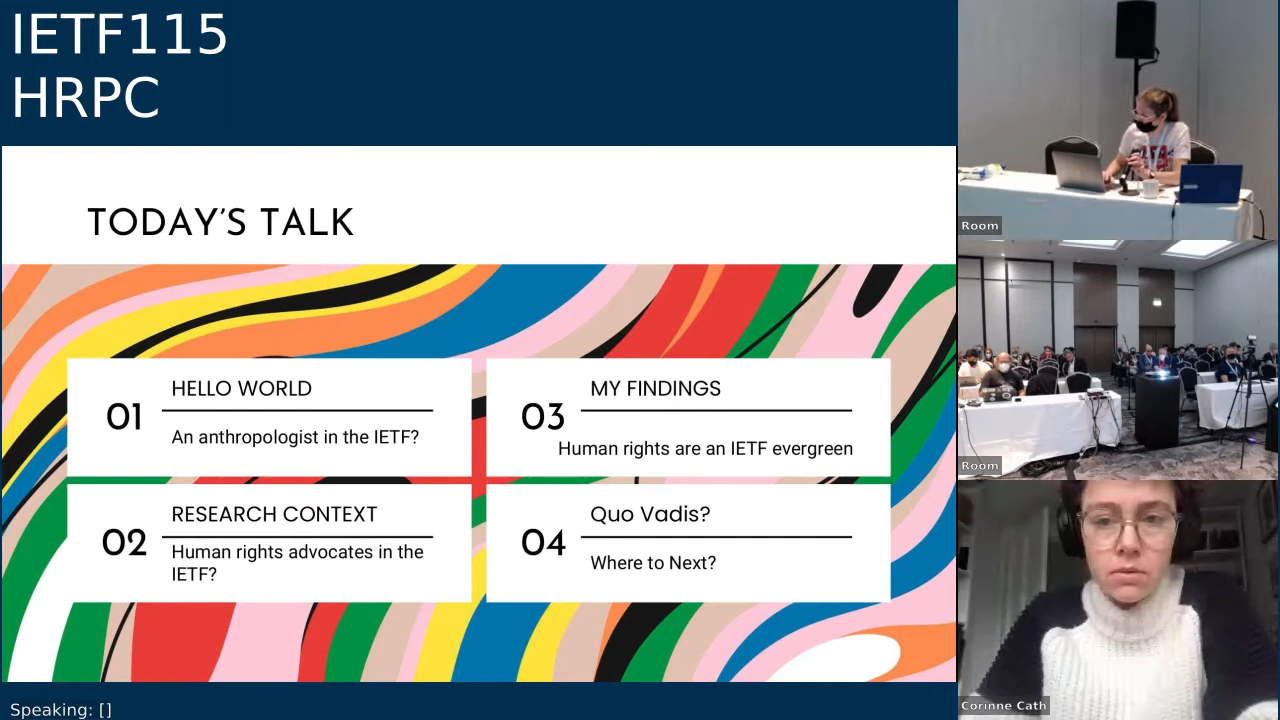 IETF115
HRPC
TODAY'S TALK
01
HELLO WORLD
An anthropologist in the IETF?
02
RESEARCH CONTEXT
Human rights advocates in the
IETF?
03
MY FINDINGS
Human rights are an IETF evergreen
04
Quo Vadis?
Where to Next?
Room
Room
Corinne Cath
Speaking: []